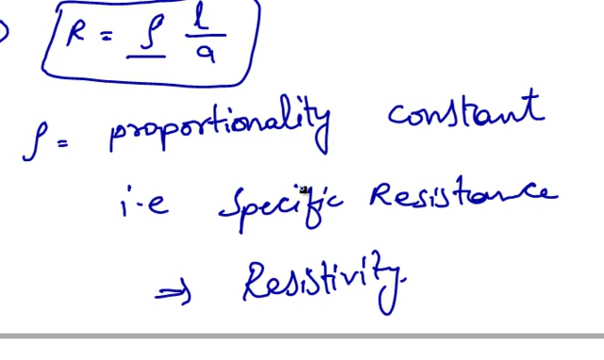 R = ρ l/a
ρ = proportionality constant
i.e Specific Resistance
⇒ Resistivity.